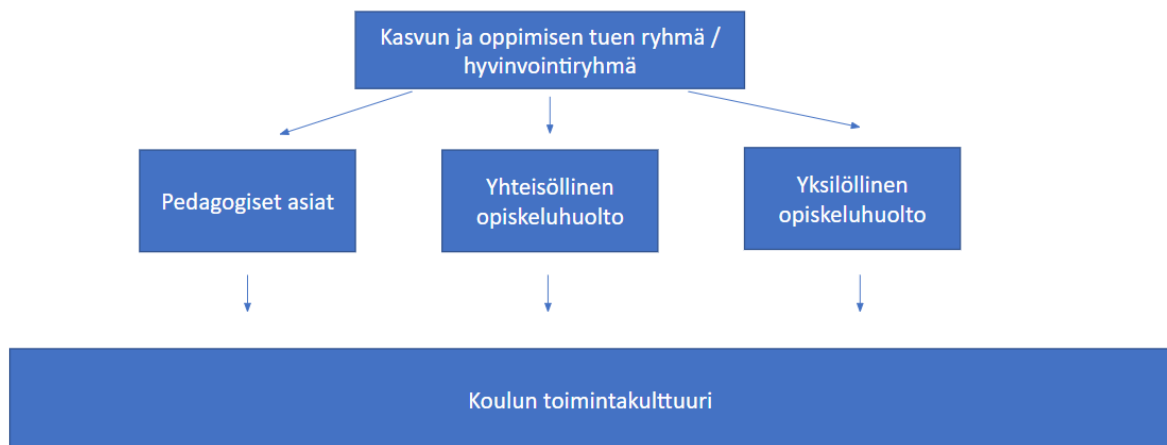 Kasvun ja oppimisen tuen ryhmä /
hyvinvointiryhmä
Pedagogiset asiat
Yhteisöllinen
opiskeluhuolto
Yksilöllinen
opiskeluhuolto
Koulun toimintakulttuuri